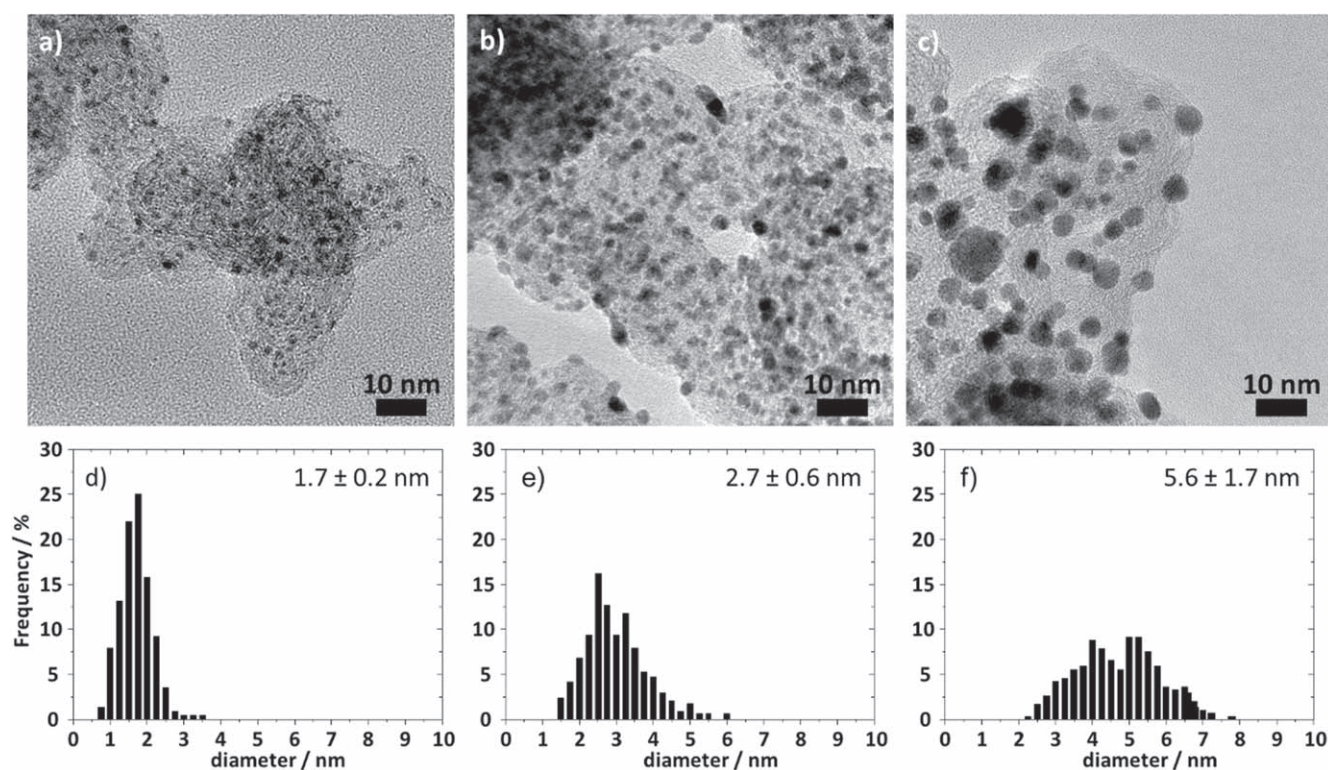 a)
b)
c)
10 nm
10 nm
10 nm
30
25
20
15
10
5
0
Frequency / %
d)
1.7 ± 0.2 nm
0 1 2 3 4 5 6 7 8 9 10
diameter / nm
30
25
20
15
10
5
0
e)
2.7 ± 0.6 nm
0 1 2 3 4 5 6 7 8 9 10
diameter / nm
30
25
20
15
10
5
0
f)
5.6 ± 1.7 nm
0 1 2 3 4 5 6 7 8 9 10
diameter / nm